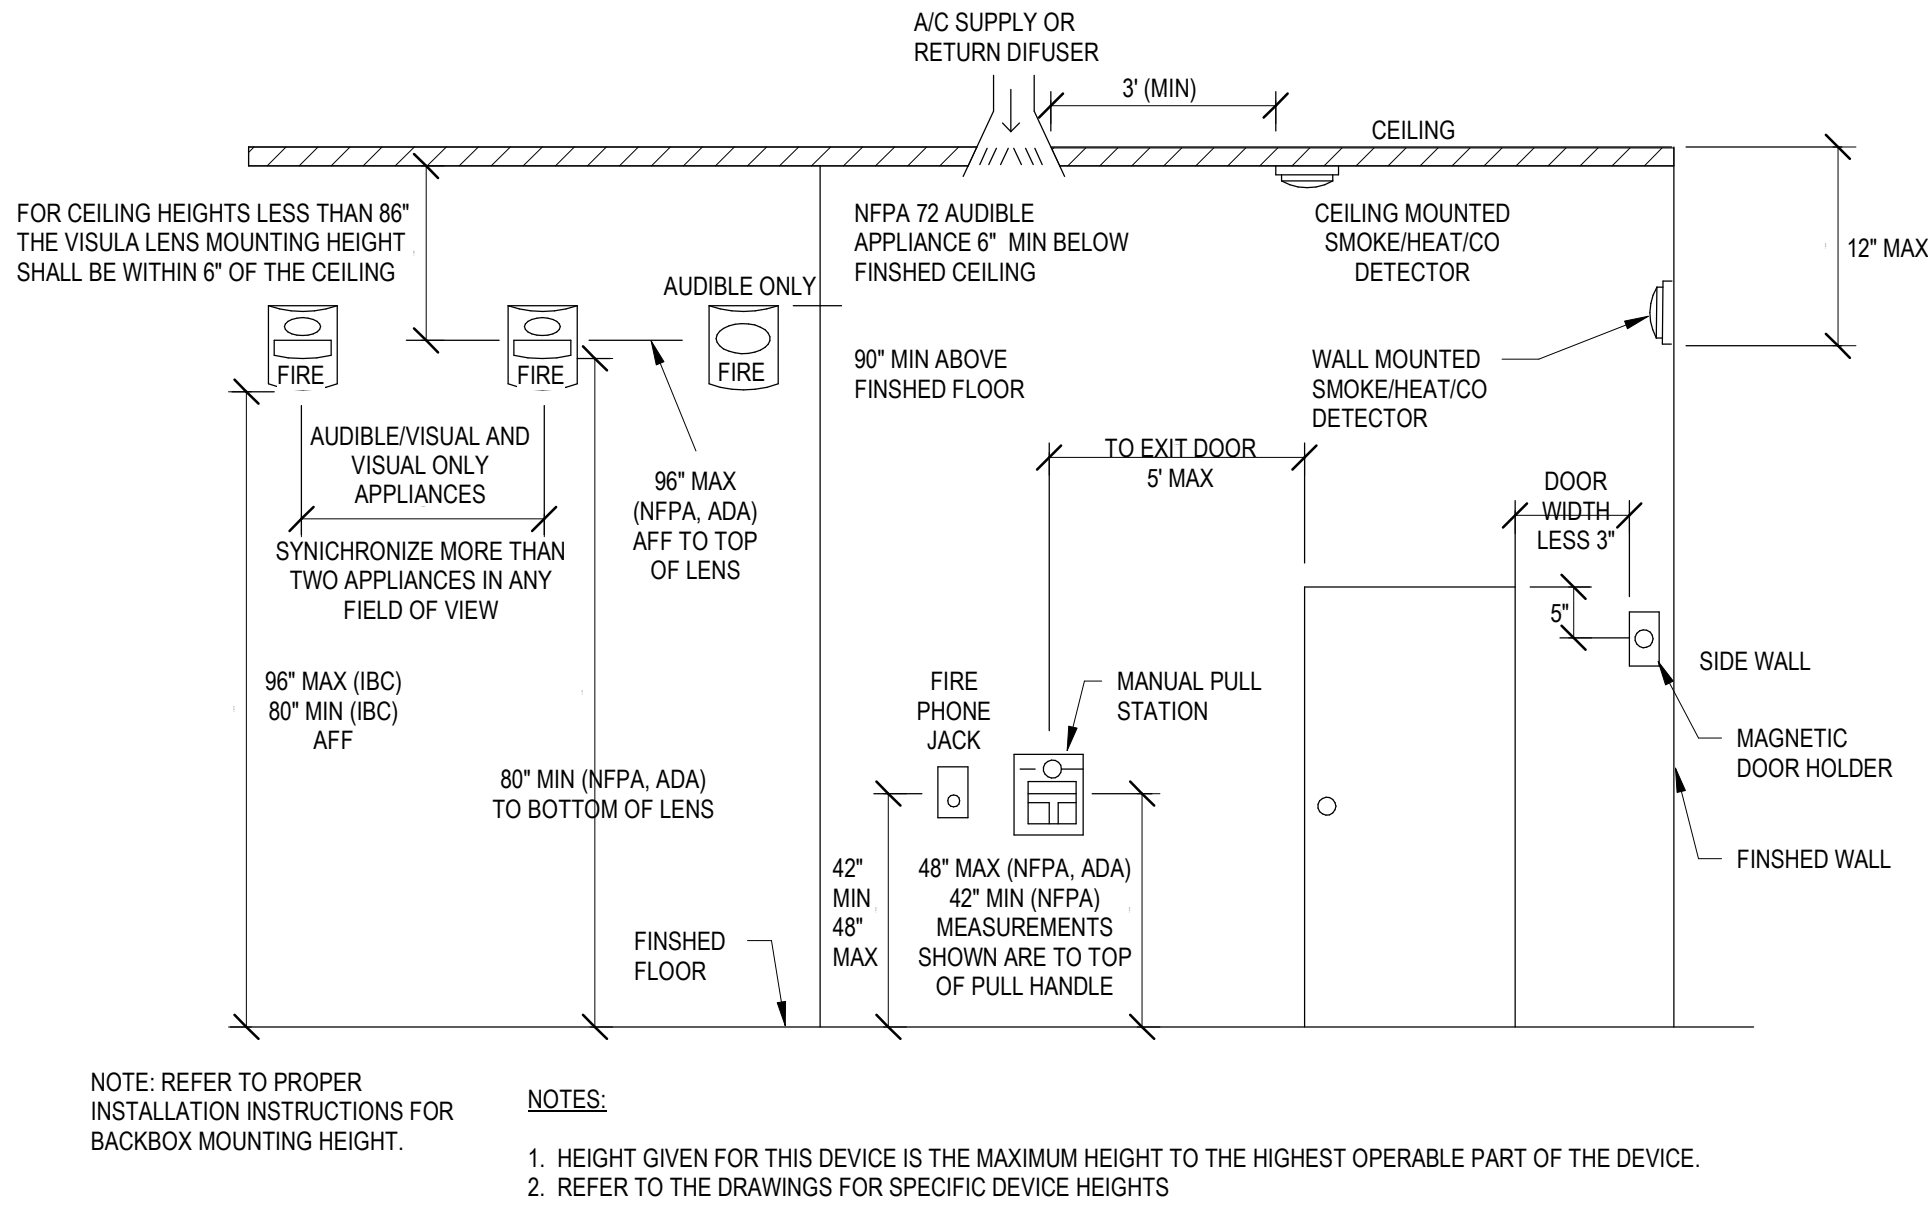 A/C SUPPLY OR
RETURN DIFUSER
3' (MIN)
CEILING
FOR CEILING HEIGHTS LESS THAN 86"
THE VISULA LENS MOUNTING HEIGHT
SHALL BE WITHIN 6" OF THE CEILING
NFPA 72 AUDIBLE
APPLIANCE 6" MIN BELOW
FINSHED CEILING
CEILING MOUNTED
SMOKE/HEAT/CO
DETECTOR
12" MAX
AUDIBLE ONLY
FIRE
FIRE
FIRE
90" MIN ABOVE
FINSHED FLOOR
WALL MOUNTED
SMOKE/HEAT/CO
DETECTOR
AUDIBLE/VISUAL AND
VISUAL ONLY
APPLIANCES
96" MAX
(NFPA, ADA)
AFF TO TOP
OF LENS
TO EXIT DOOR
5' MAX
DOOR
WIDTH
LESS 3"
SYNICHRONIZE MORE THAN
TWO APPLIANCES IN ANY
FIELD OF VIEW
5"
SIDE WALL
96" MAX (IBC)
80" MIN (IBC)
AFF
FIRE
PHONE
JACK
MANUAL PULL
STATION
MAGNETIC
DOOR HOLDER
80" MIN (NFPA, ADA)
TO BOTTOM OF LENS
FINSHED WALL
42"
MIN
48"
MAX
48" MAX (NFPA, ADA)
42" MIN (NFPA)
MEASUREMENTS
SHOWN ARE TO TOP
OF PULL HANDLE
FINSHED
FLOOR
NOTE: REFER TO PROPER
INSTALLATION INSTRUCTIONS FOR
BACKBOX MOUNTING HEIGHT.
NOTES:
1. HEIGHT GIVEN FOR THIS DEVICE IS THE MAXIMUM HEIGHT TO THE HIGHEST OPERABLE PART OF THE DEVICE.
2. REFER TO THE DRAWINGS FOR SPECIFIC DEVICE HEIGHTS